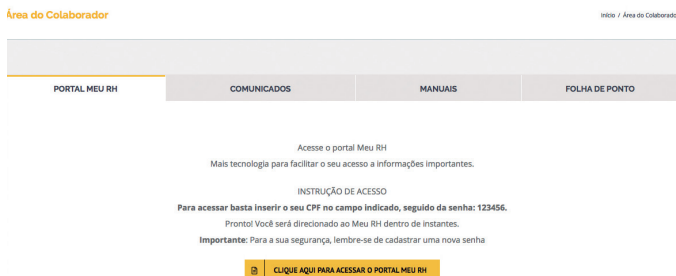 Área do Colaborador
Início / Área do Colaborado
PORTAL MEU RH
COMUNICADOS
MANUAIS
FOLHA DE PONTO
Acesse o portal Meu RH
Mais tecnologia para facilitar o seu acesso a informações importantes.
INSTRUÇÃO DE ACESSO
Para acessar basta inserir o seu CPF no campo indicado, seguido da senha: 123456.
Pronto! Você será direcionado ao Meu RH dentro de instantes.
Importante: Para a sua segurança, lembre-se de cadastrar uma nova senha
CLIQUE AQUI PARA ACESSAR O PORTAL MEU RH